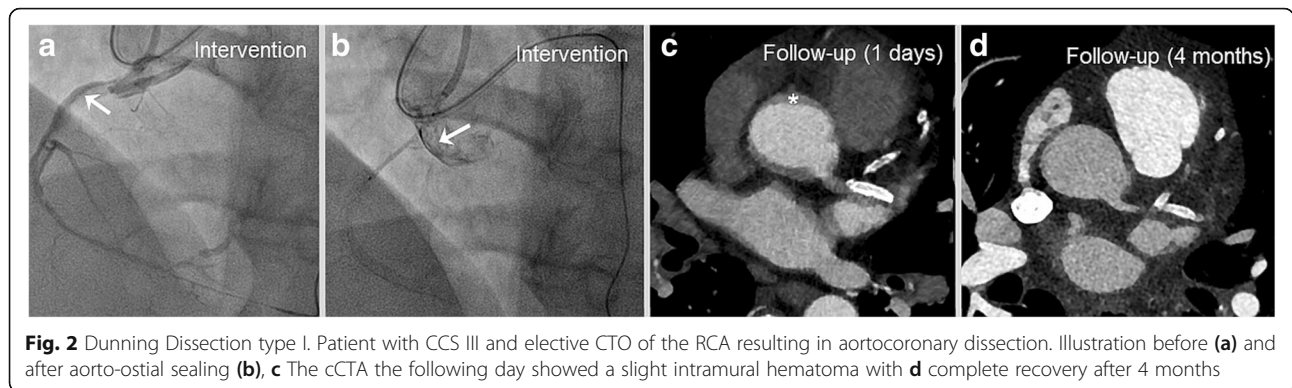 a
Intervention
b
Intervention
c
Follow-up (1 days)
*
d
Follow-up (4 months)
Fig. 2 Dunning Dissection type I. Patient with CCS III and elective CTO of the RCA resulting in aortocoronary dissection. Illustration before (a) and
after aorto-ostial sealing (b), c The cCTA the following day showed a slight intramural hematoma with d complete recovery after 4 months